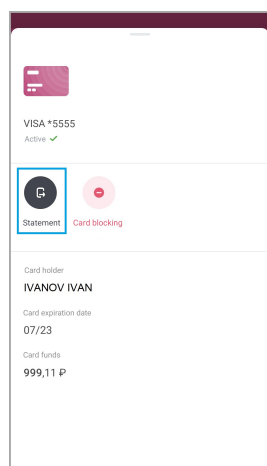 VISA *5555
Active
Statement Card blocking
Card holder
IVANOV IVAN
Card expiration date
07/23
Card funds
999,11 ₽